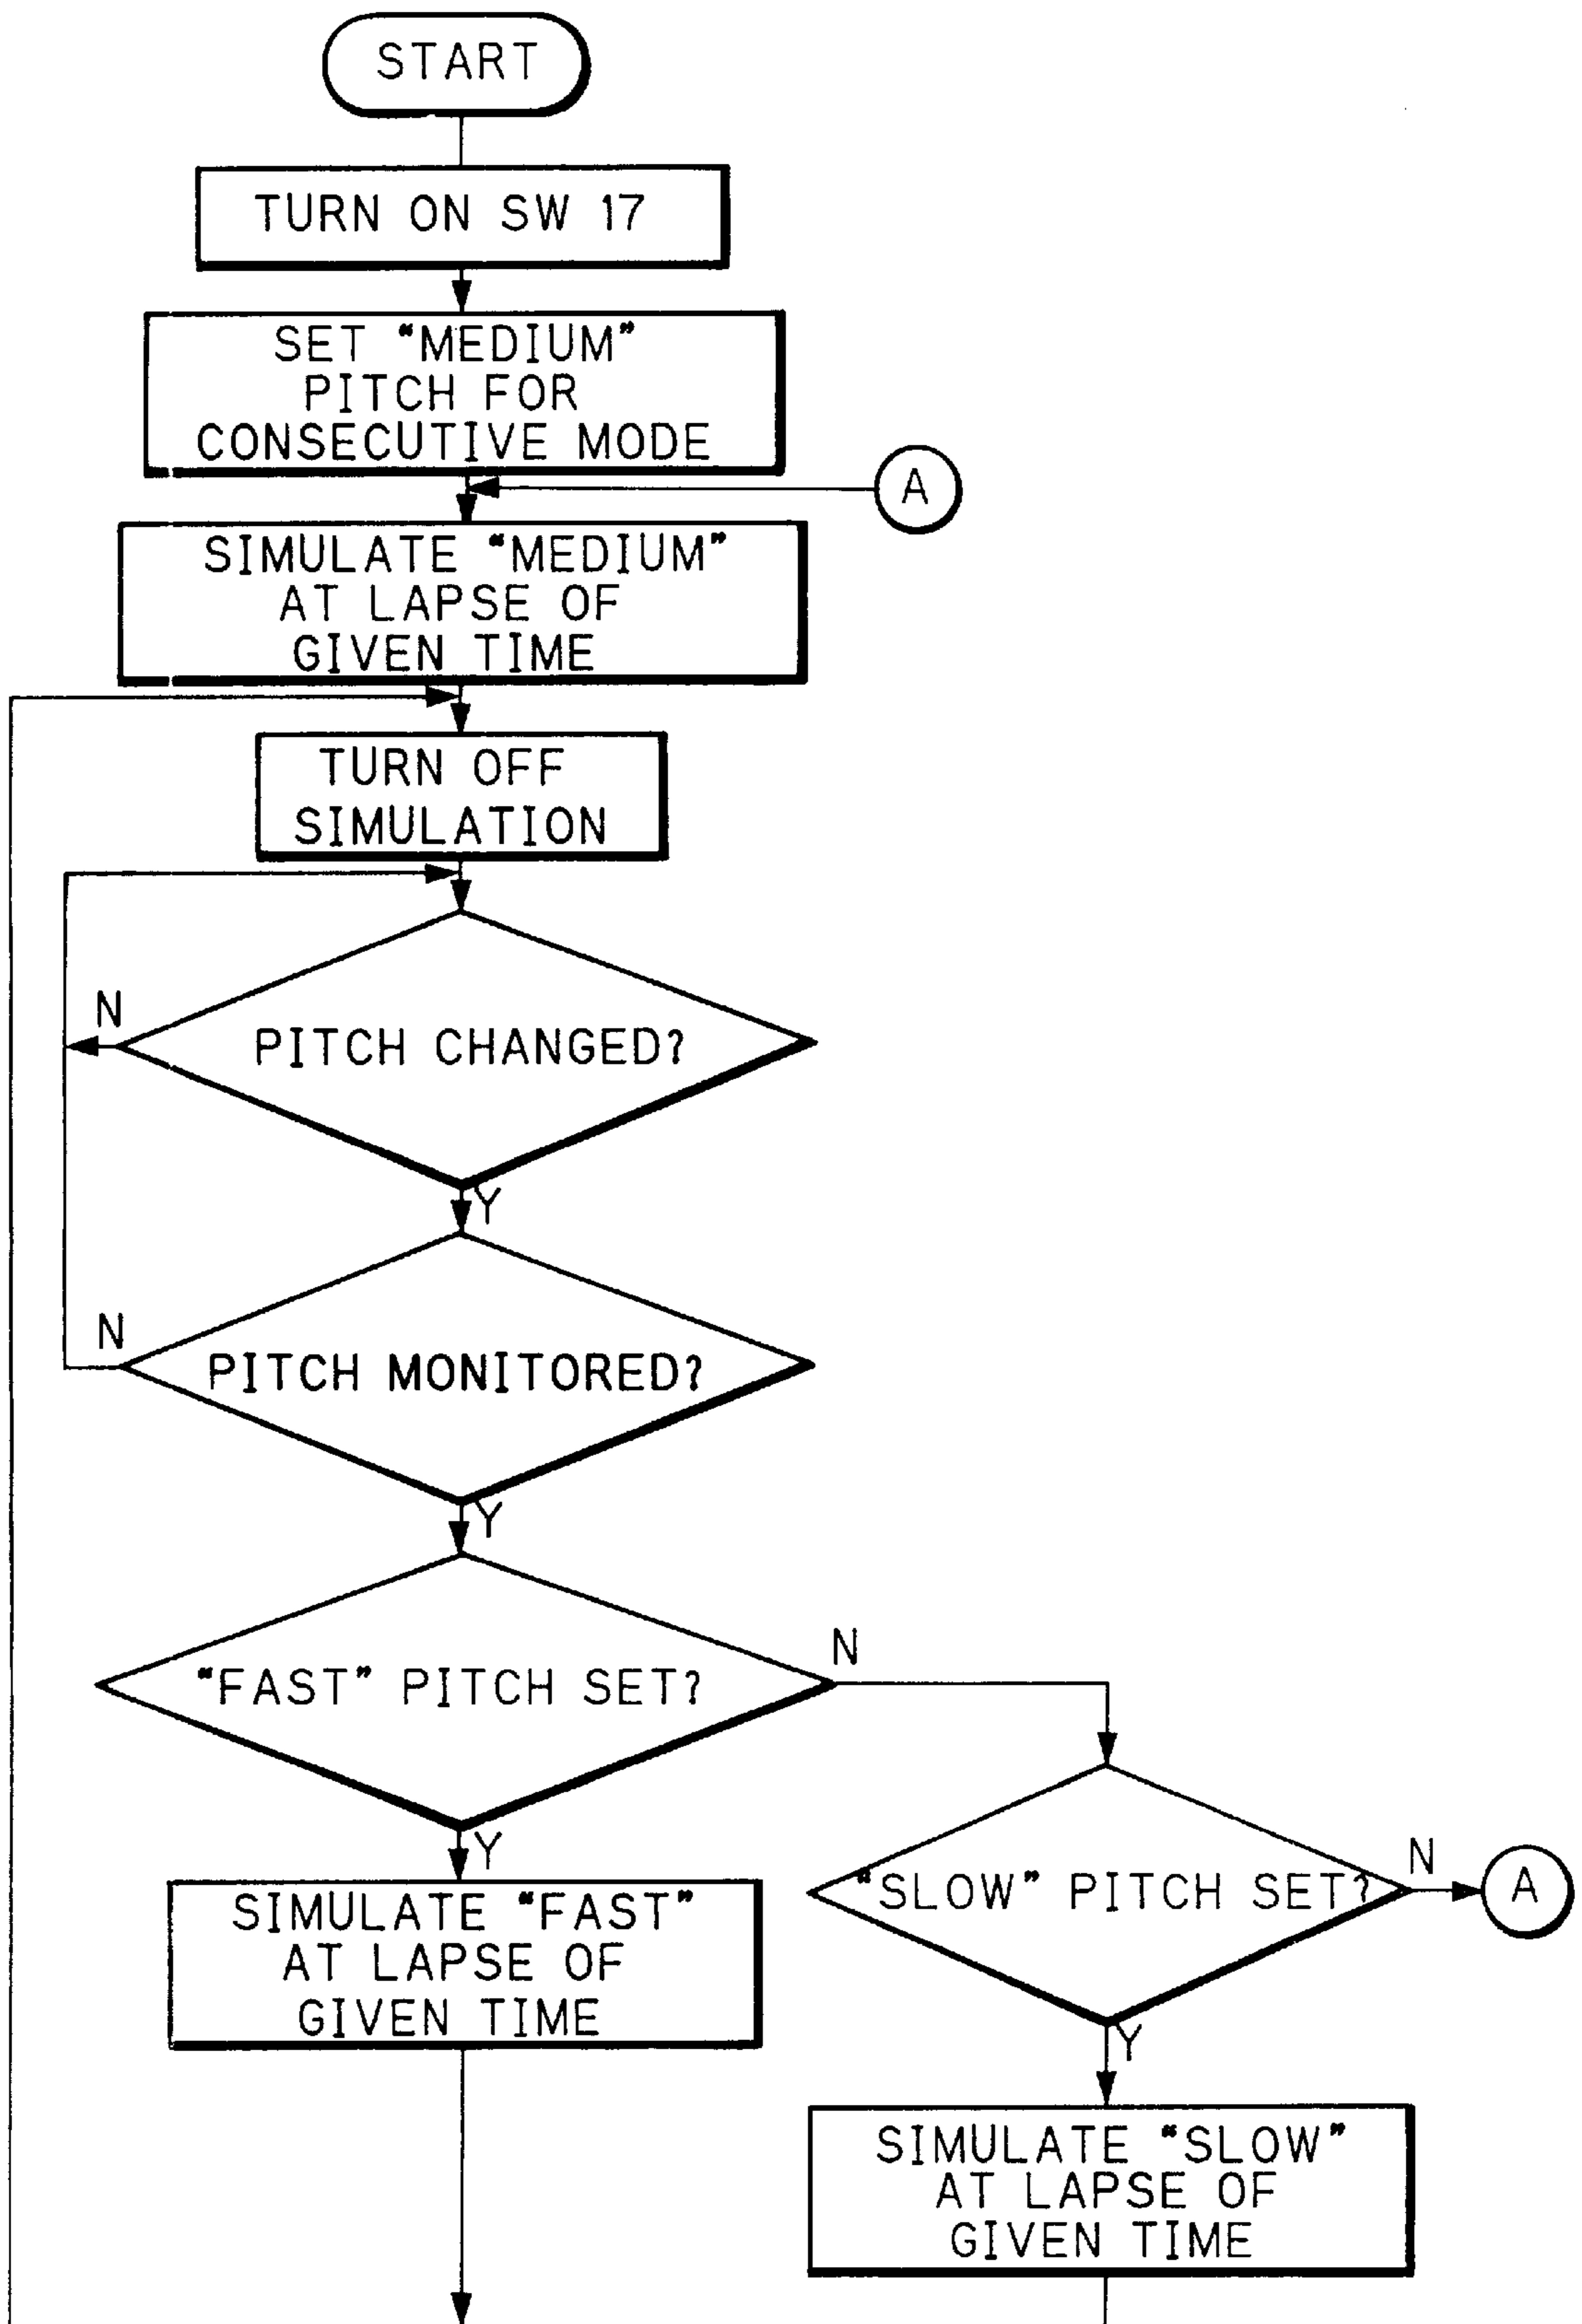 START
TURN ON SW 17
SET “MEDIUM”
PITCH FOR
CONSECUTIVE MODE
A
SIMULATE “MEDIUM”
AT LAPSE OF
GIVEN TIME
TURN OFF
SIMULATION
N
PITCH CHANGED?
Y
N
PITCH MONITORED?
Y
“FAST” PITCH SET?
N
Y
“SLOW” PITCH SET?
N
A
SIMULATE “FAST”
AT LAPSE OF
GIVEN TIME
Y
SIMULATE “SLOW”
AT LAPSE OF
GIVEN TIME